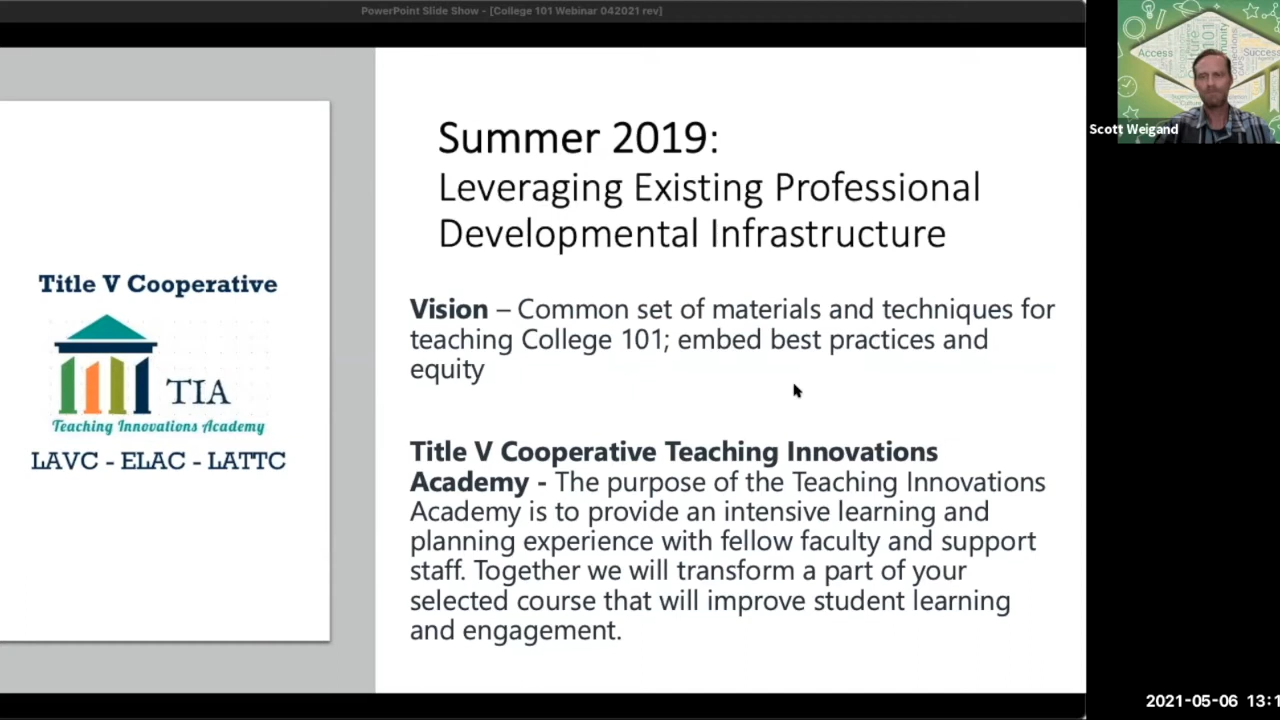 PowerPoint Slide Show - [College 101 Webinar 042021 rev]
Summer 2019:
Leveraging Existing Professional
Developmental Infrastructure
Vision – Common set of materials and techniques for
teaching College 101; embed best practices and
equity
Title V Cooperative Teaching Innovations
Academy - The purpose of the Teaching Innovations
Academy is to provide an intensive learning and
planning experience with fellow faculty and support
staff. Together we will transform a part of your
selected course that will improve student learning
and engagement.
Title V Cooperative
TIA
Teaching Innovations Academy
LAVC - ELAC - LATTC
Access
101
Success
Culture
Scott Weigand
2021-05-06 13:1